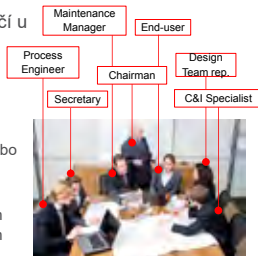 čí u
Maintenance
Manager
End-user
Process
Engineer
Chairman
Design
Team rep.
Secretary
C&I Specialist
bo